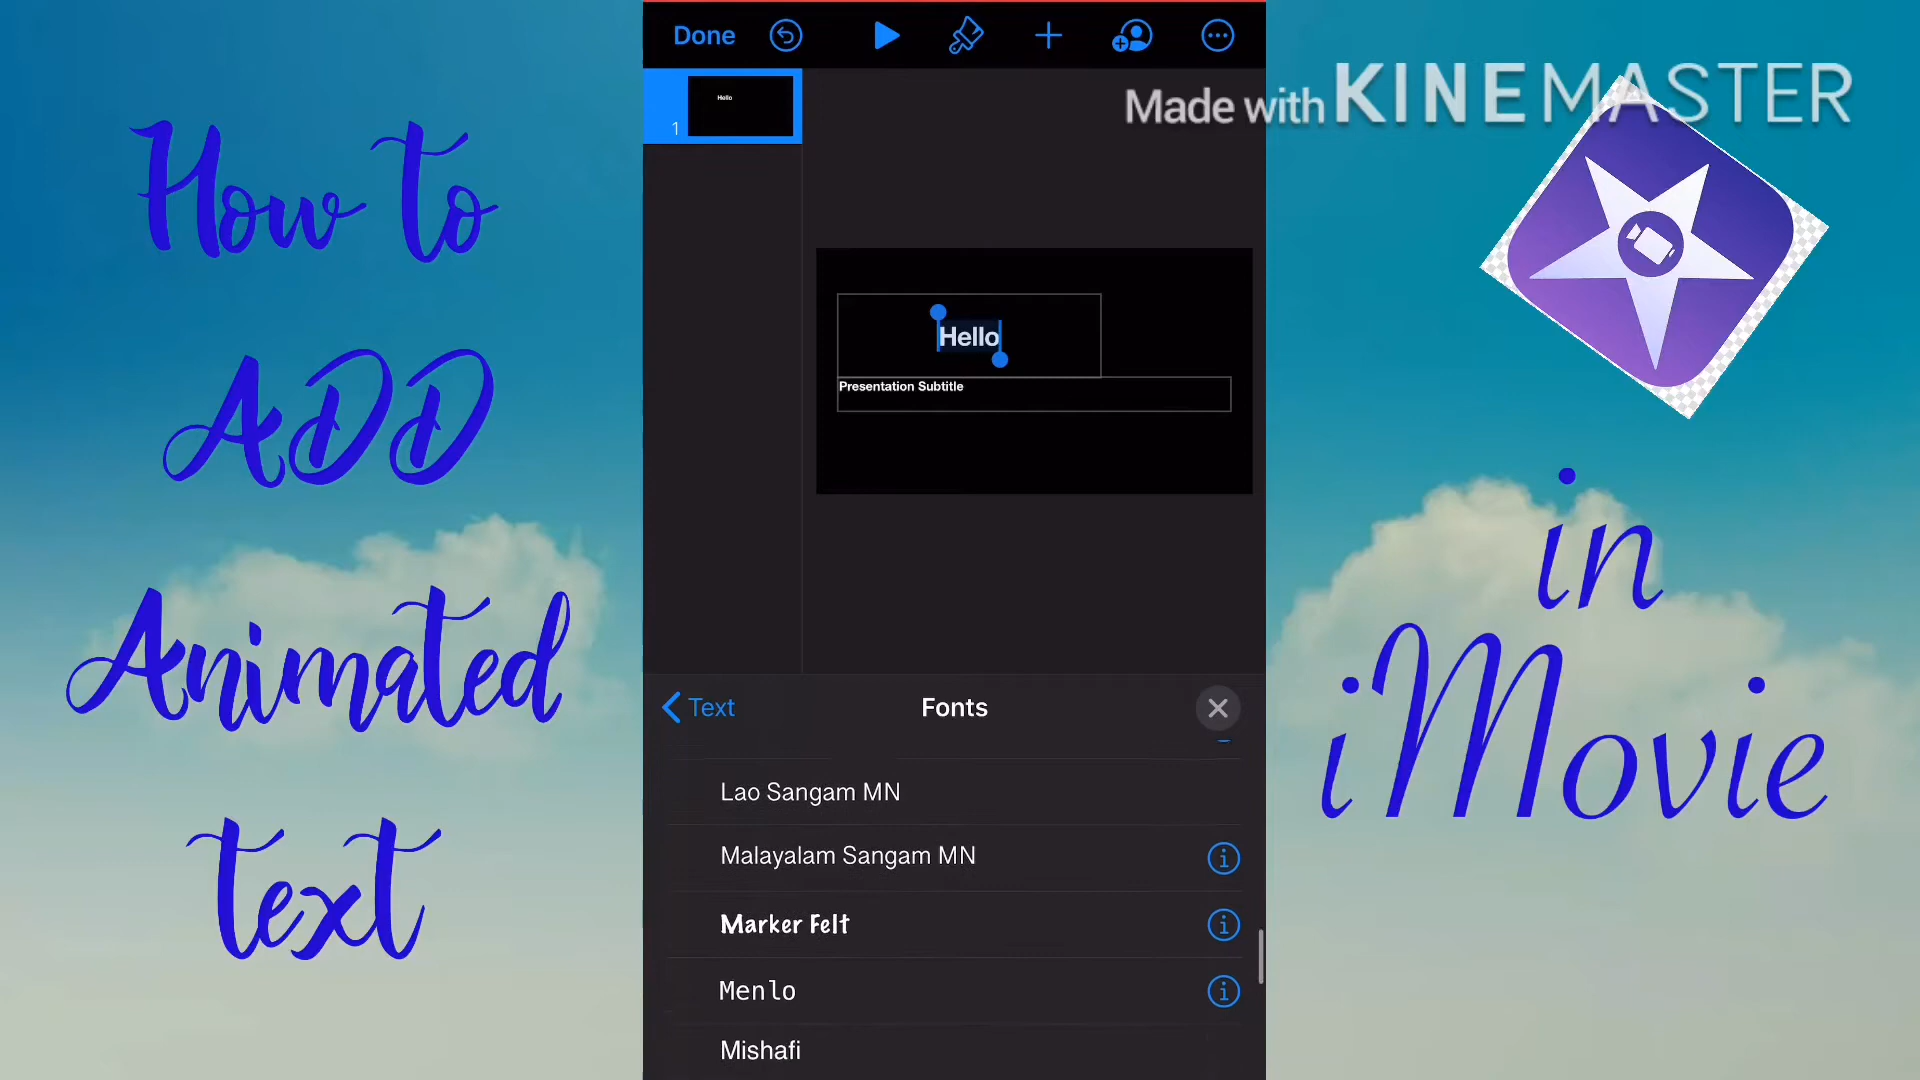 How to
ADD
Animated
text
Done
Hello
1
Hello
Presentation Subtitle
Text
Fonts
Lao Sangam MN
Malayalam Sangam MN
Marker Felt
Menlo
Mishafi
Made with KINEMASTER
in
iMovie